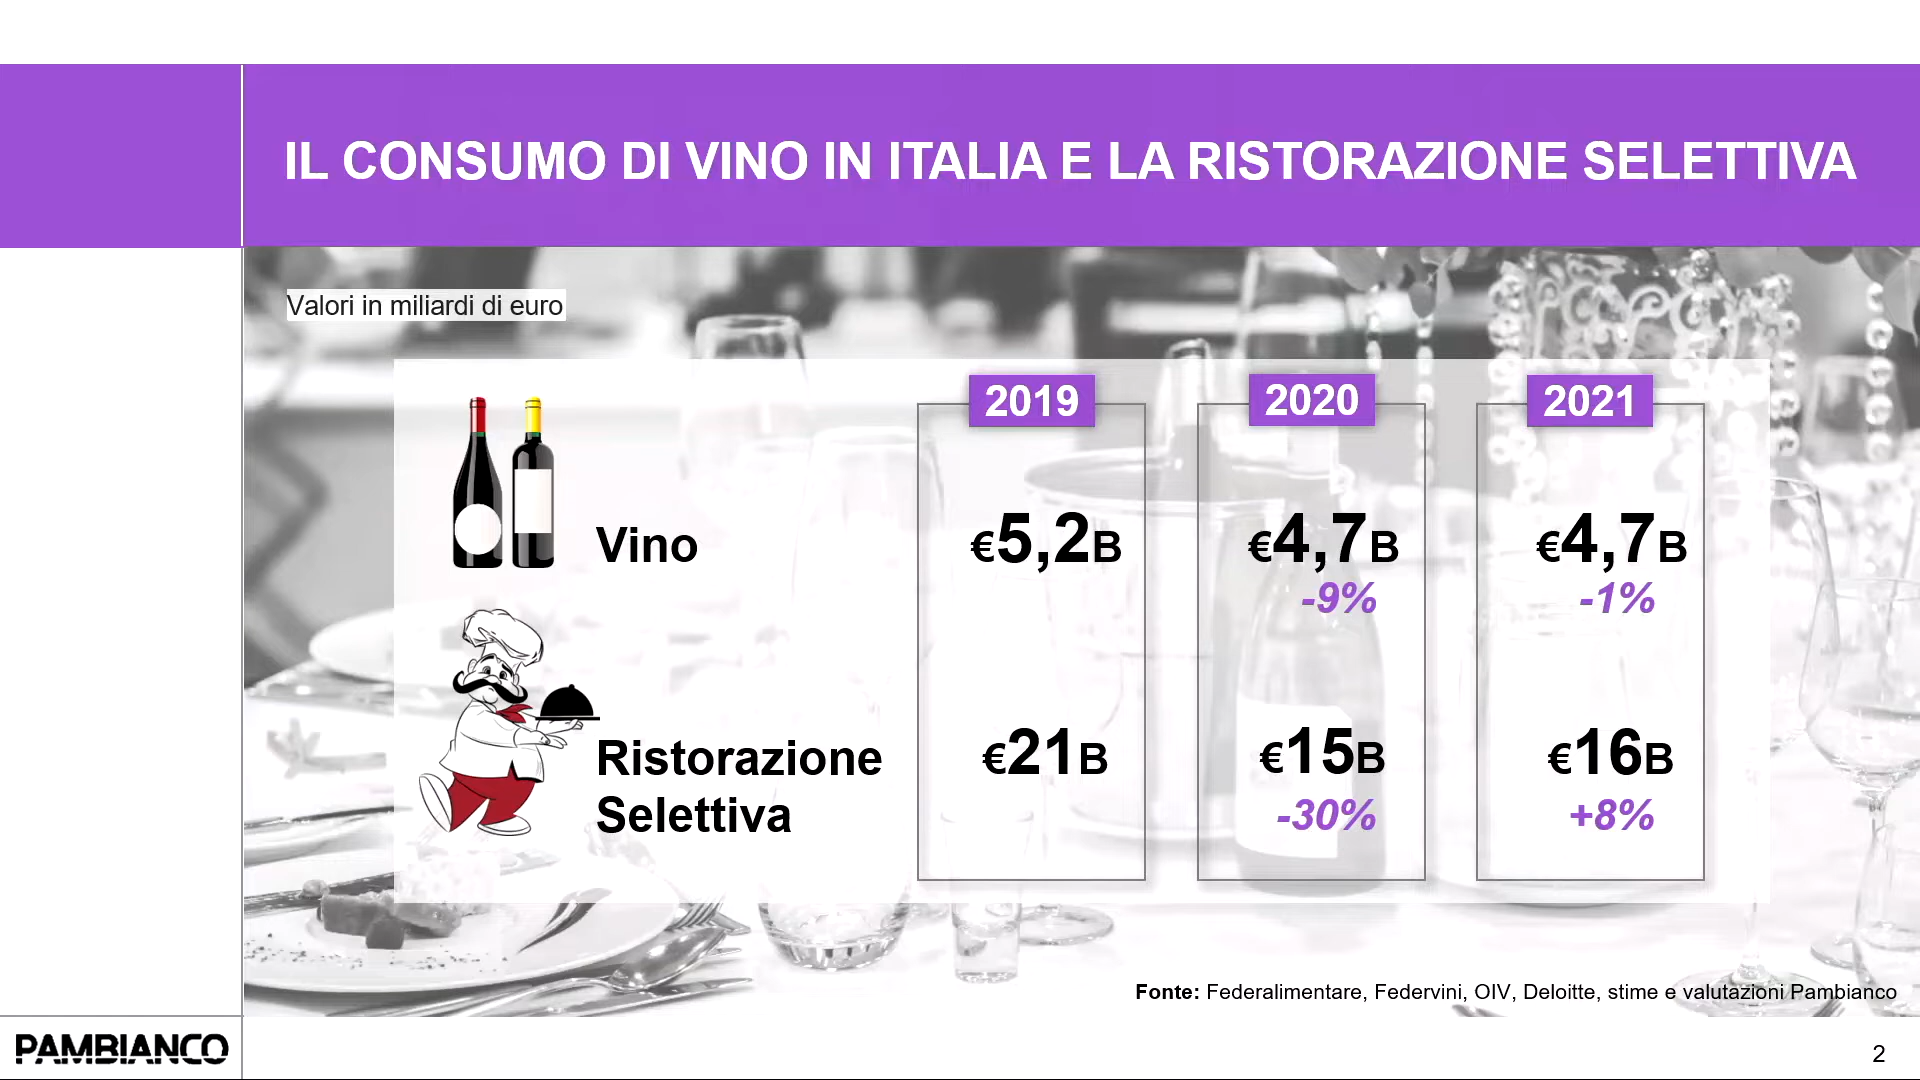 IL CONSUMO DI VINO IN ITALIA E LA RISTORAZIONE SELETTIVA
Valori in miliardi di euro
2019 2020 2021
Vino €5,2B €4,7B €4,7B
-9% -1%
Ristorazione €21B €15B €16B
Selettiva -30% +8%
Fonte: Federalimentare, Federvini, OIV, Deloitte, stime e valutazioni Pambianco
PAMBIANCO
2